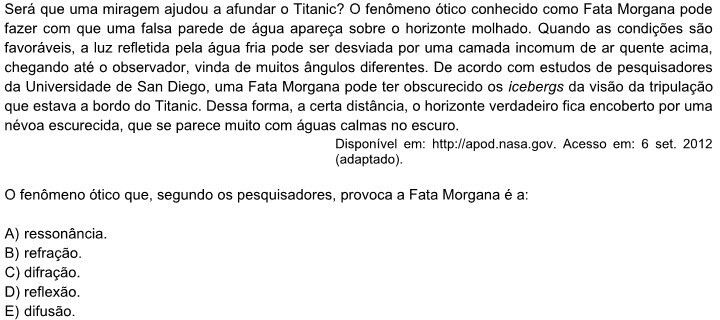 Será que uma miragem ajudou a afundar o Titanic? O fenômeno ótico conhecido como Fata Morgana pode
fazer com que uma falsa parede de água apareça sobre o horizonte molhado. Quando as condições são
favoráveis, a luz refletida pela água fria pode ser desviada por uma camada incomum de ar quente acima,
chegando até o observador, vinda de muitos ângulos diferentes. De acordo com estudos de pesquisadores
da Universidade de San Diego, uma Fata Morgana pode ter obscurecido os icebergs da visão da tripulação
que estava a bordo do Titanic. Dessa forma, a certa distância, o horizonte verdadeiro fica encoberto por uma
névoa escurecida, que se parece muito com águas calmas no escuro.
Disponível em: http://apod.nasa.gov. Acesso em: 6 set. 2012
(adaptado).
O fenômeno ótico que, segundo os pesquisadores, provoca a Fata Morgana é a:
A) ressonância.
B) refração.
C) difração.
D) reflexão.
E) difusão.